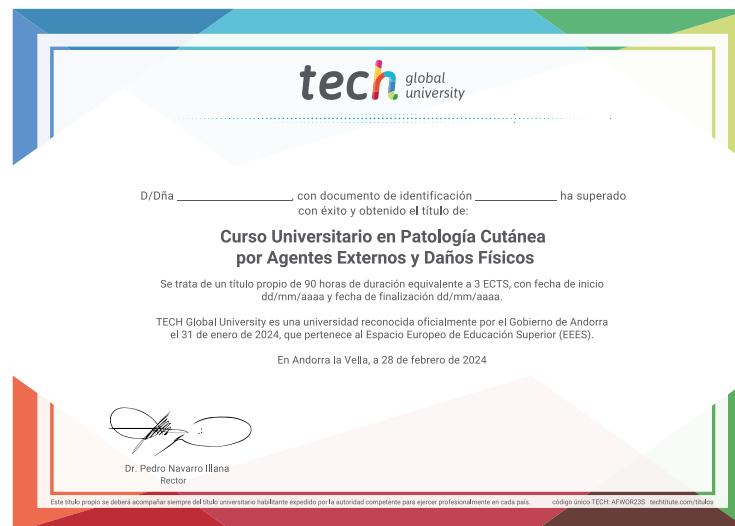 tech global university
D/Dña ____________, con documento de identificación ____________ ha superado
con éxito y obtenido el título de:
Curso Universitario en Patología Cutánea
por Agentes Externos y Daños Físicos
Se trata de un título propio de 90 horas de duración equivalente a 3 ECTS, con fecha de inicio
dd/mm/aaaa y fecha de finalización dd/mm/aaaa.
TECH Global University es una universidad reconocida oficialmente por el Gobierno de Andorra
el 31 de enero de 2024, que pertenece al Espacio Europeo de Educación Superior (EEES).
En Andorra la Vella, a 28 de febrero de 2024
Dr. Pedro Navarro Illana
Rector
Este título propio se deberá acompañar siempre del título universitario habilitante expedido por la autoridad competente para ejercer profesionalmente en cada país. código único TECH: AFWOR23S techtitute.com/titulos